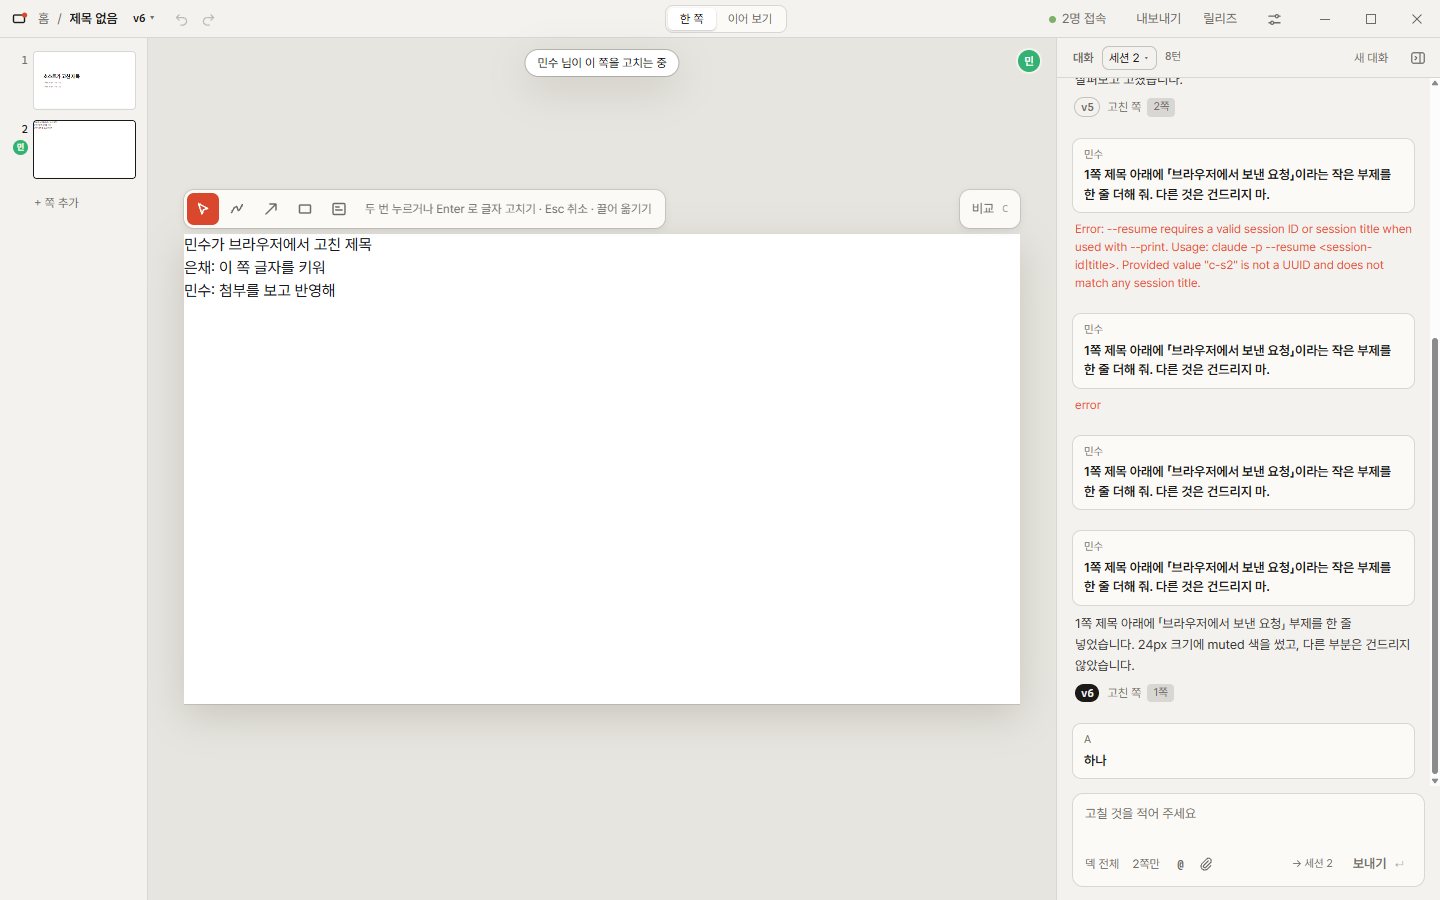 홈 / 제목 없음 v6
한 쪽 이어 보기
2명 접속 내보내기 릴리즈
1
2
민
+ 쪽 추가
민수 님이 이 쪽을 고치는 중
민
두 번 누르거나 Enter 로 글자 고치기 · Esc 취소 · 끌어 옮기기
비교 C
민수가 브라우저에서 고친 제목
은채: 이 쪽 글자를 키워
민수: 첨부를 보고 반영해
대화 세션 2 8턴 새 대화
살펴보고 고쳤습니다.
v5 고친 쪽 2쪽
민수
1쪽 제목 아래에 「브라우저에서 보낸 요청」이라는 작은 부제를
한 줄 더해 줘. 다른 것은 건드리지 마.
Error: --resume requires a valid session ID or session title when
used with --print. Usage: claude -p --resume <session-
id|title>. Provided value "c-s2" is not a UUID and does not
match any session title.
민수
1쪽 제목 아래에 「브라우저에서 보낸 요청」이라는 작은 부제를
한 줄 더해 줘. 다른 것은 건드리지 마.
error
민수
1쪽 제목 아래에 「브라우저에서 보낸 요청」이라는 작은 부제를
한 줄 더해 줘. 다른 것은 건드리지 마.
민수
1쪽 제목 아래에 「브라우저에서 보낸 요청」이라는 작은 부제를
한 줄 더해 줘. 다른 것은 건드리지 마.
1쪽 제목 아래에 「브라우저에서 보낸 요청」 부제를 한 줄
넣었습니다. 24px 크기에 muted 색을 썼고, 다른 부분은 건드리지
않았습니다.
v6 고친 쪽 1쪽
A
하나
고칠 것을 적어 주세요
덱 전체 2쪽만 @ → 세션 2 보내기 ↵